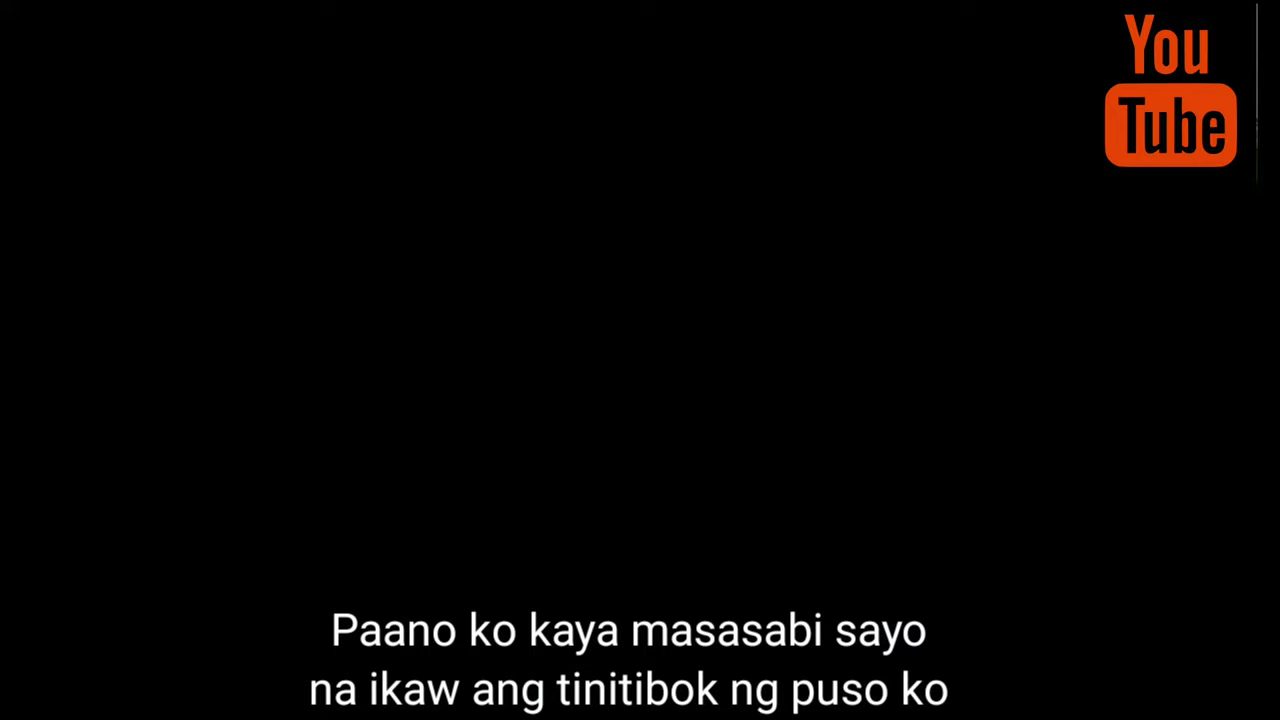 You
Tube
Paano ko kaya masasabi sayo
na ikaw ang tinitibok ng puso ko